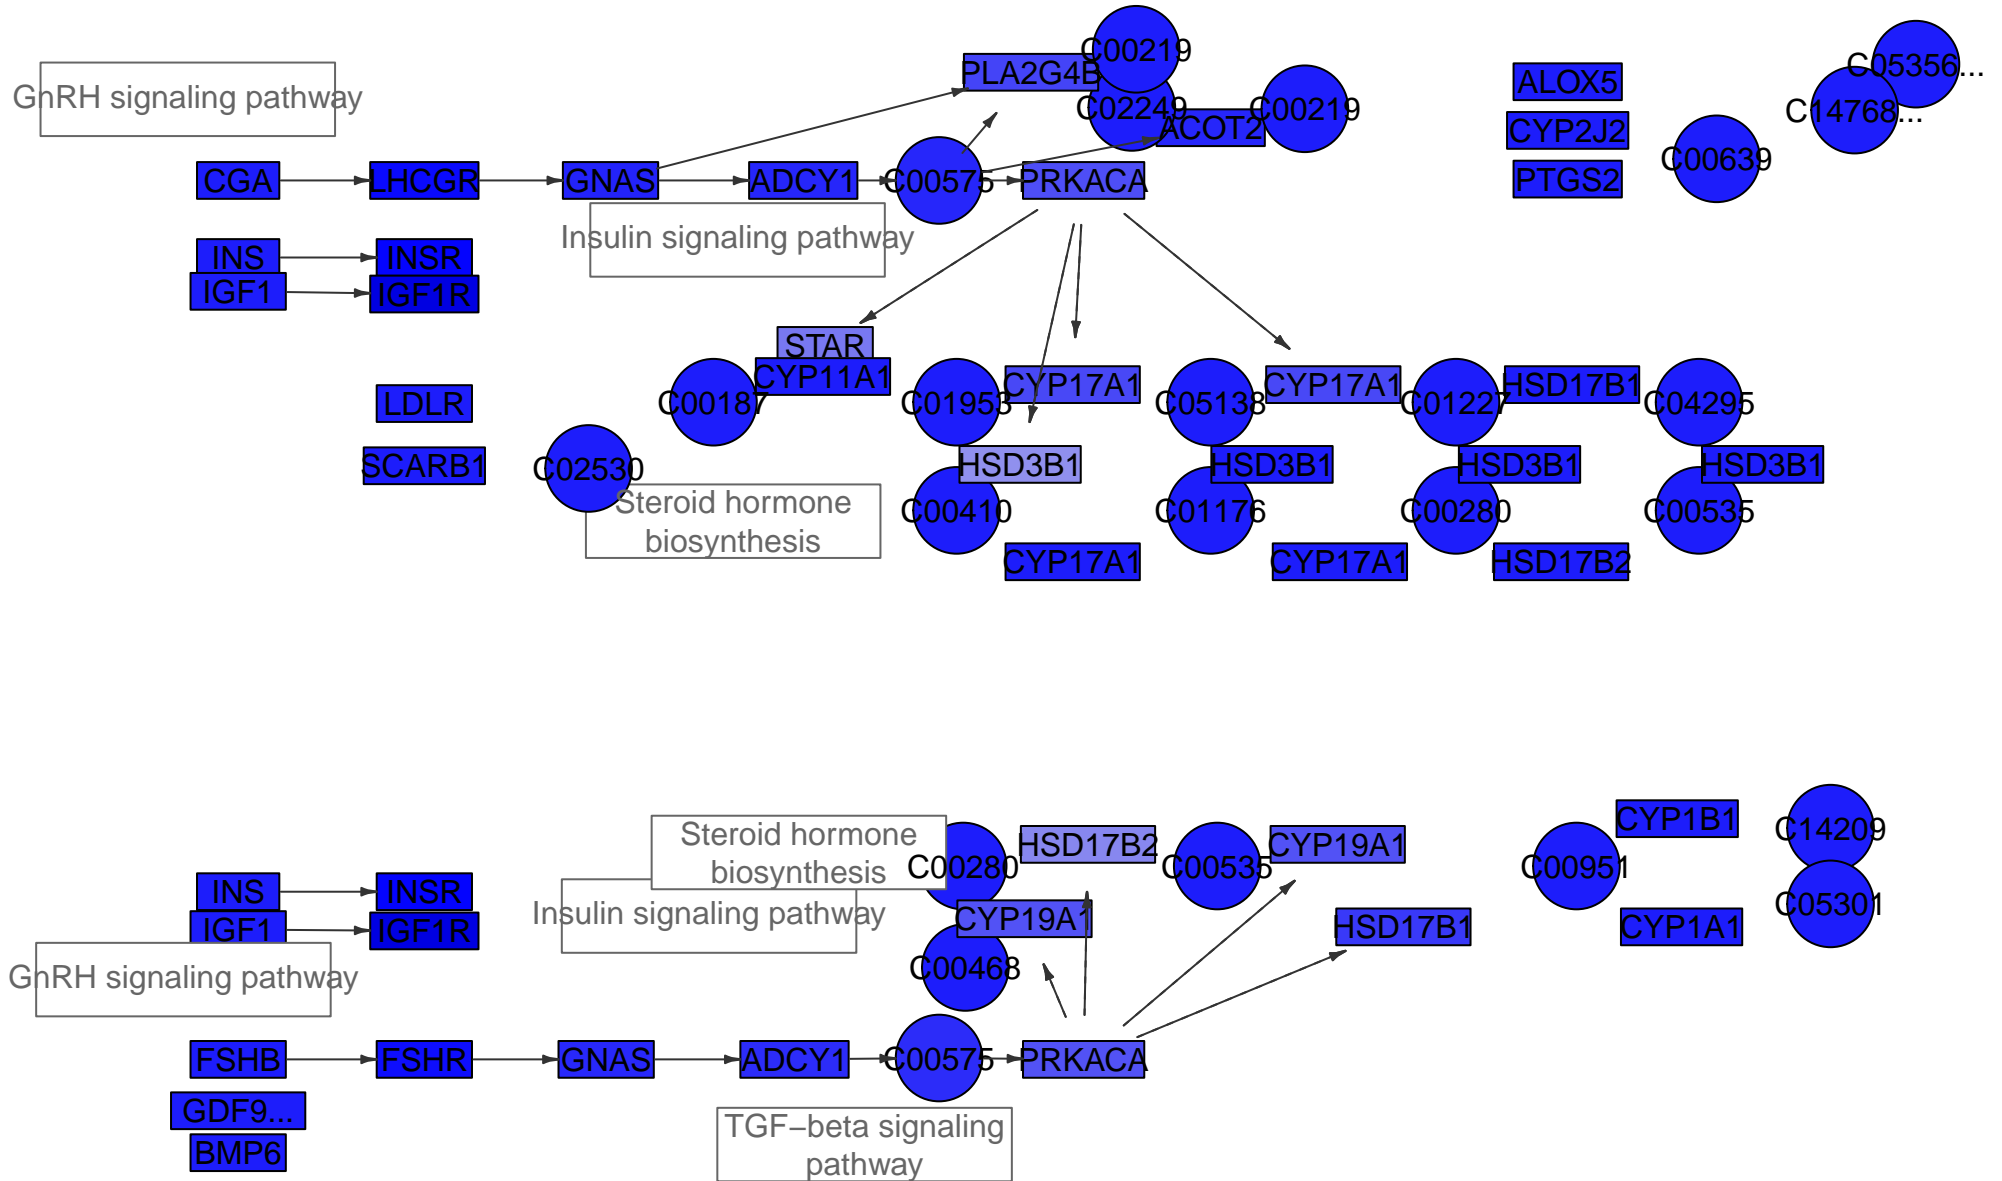 GnRH signaling pathway
PLA2G4B
C00219
C02249
ACOT2
C00219
ALOX5
CYP2J2
PTGS2
C00639
C05356...
C14768...
CGA
LHCGR
GNAS
ADCY1
C00575
PRKACA
Insulin signaling pathway
INS
INSR
IGF1
IGF1R
STAR
CYP11A1
C00187
C01953
CYP17A1
C05138
CYP17A1
C01227
HSD17B1
C04295
LDLR
SCARB1
C02530
HSD3B1
HSD3B1
HSD3B1
HSD3B1
Steroid hormone
biosynthesis
C00410
C01176
C00280
C00535
CYP17A1
CYP17A1
HSD17B2
Steroid hormone
biosynthesis
C00280
HSD17B2
C00535
CYP19A1
C00951
CYP1B1
C14209
INS
INSR
Insulin signaling pathway
CYP19A1
HSD17B1
CYP1A1
C05301
IGF1
IGF1R
GnRH signaling pathway
C00468
FSHB
FSHR
GNAS
ADCY1
C00575
PRKACA
GDF9...
BMP6
TGF−beta signaling
pathway